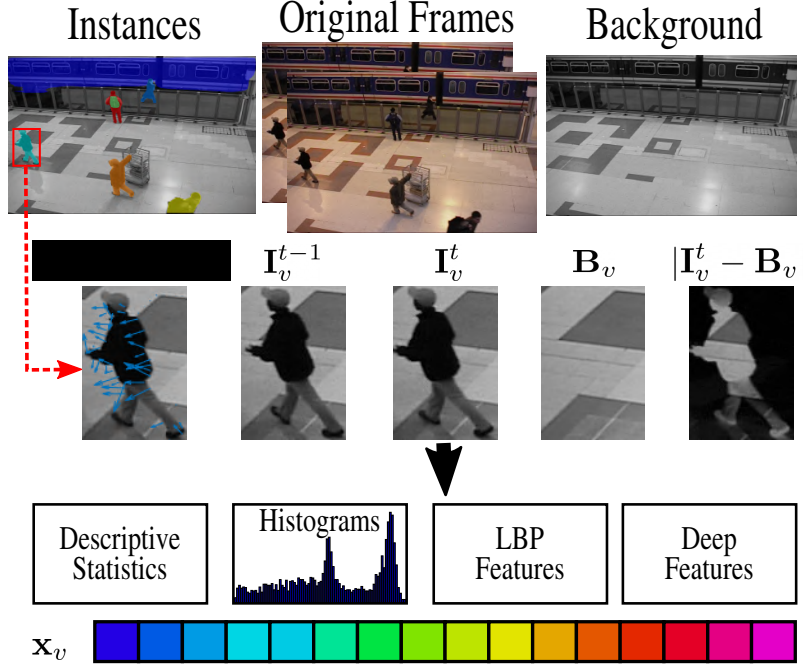 Instances Original Frames Background
I_v^{t-1} I_v^t B_v |I_v^t − B_v
Descriptive Statistics
Histograms
LBP Features
Deep Features
x_v